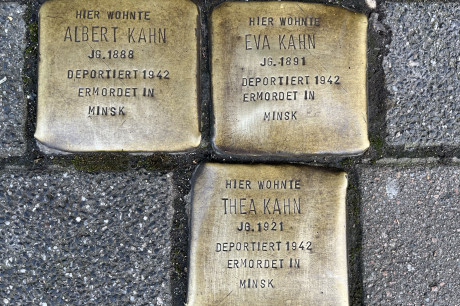 HIER WOHNTE
ALBERT KAHN
JG. 1888
DEPORTIERT 1942
ERMORDET IN
MINSK
HIER WOHNTE
EVA KAHN
JG. 1891
DEPORTIERT 1942
ERMORDET IN
MINSK
HIER WOHNTE
THEA KAHN
JG. 1921
DEPORTIERT 1942
ERMORDET IN
MINSK